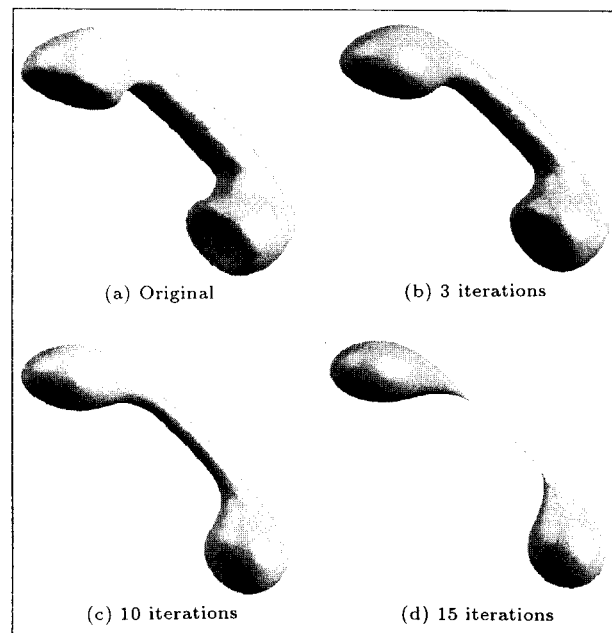 (a) Original
(b) 3 iterations
(c) 10 iterations
(d) 15 iterations